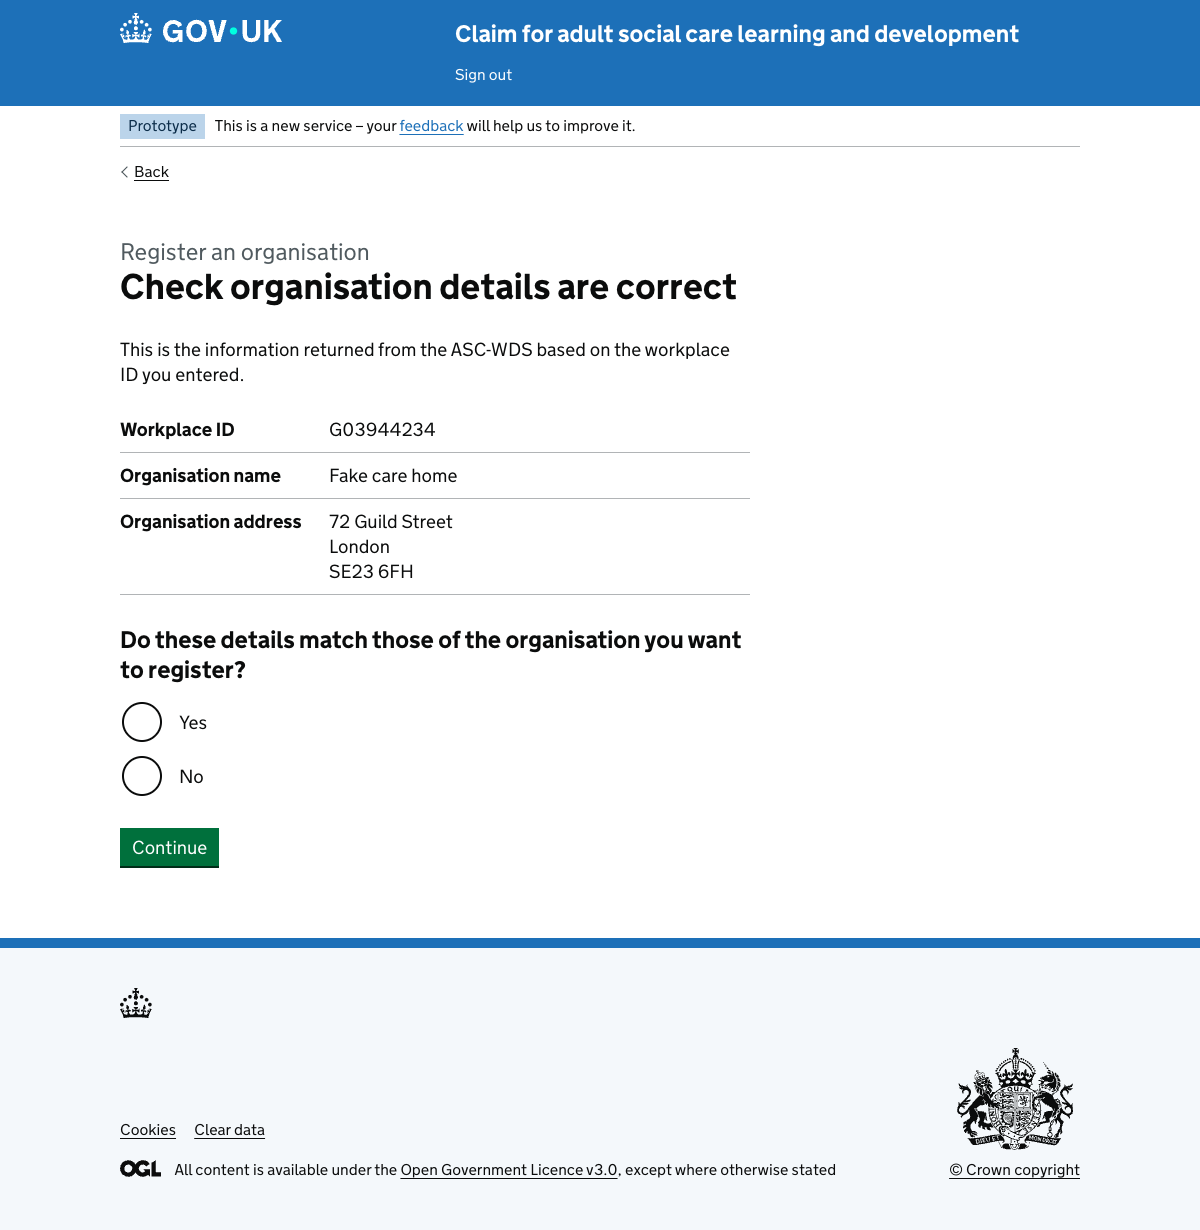 GOV•UK
Claim for adult social care learning and development
Sign out
Prototype This is a new service – your feedback will help us to improve it.
Back
Register an organisation
Check organisation details are correct
This is the information returned from the ASC-WDS based on the workplace
ID you entered.
Workplace ID G03944234
Organisation name Fake care home
Organisation address 72 Guild Street
London
SE23 6FH
Do these details match those of the organisation you want
to register?
Yes
No
Continue
Cookies Clear data
OGL All content is available under the Open Government Licence v3.0, except where otherwise stated
© Crown copyright